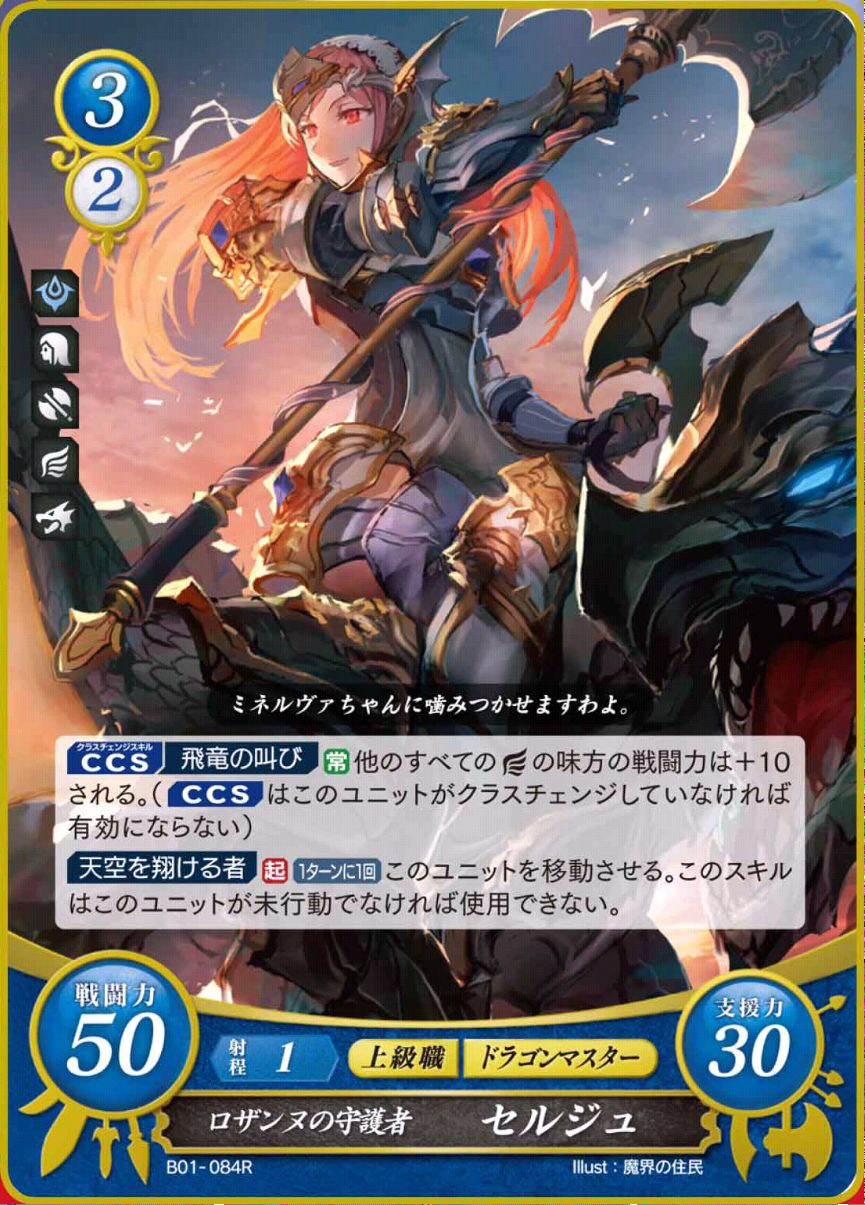 3
2
ミネルヴァちゃんに噛みつかせますわよ。
クラスチェンジスキル
CCS 飛竜の叫び 常 他のすべての の味方の戦闘力は+10
される。( CCS はこのユニットがクラスチェンジしていなければ
有効にならない)
天空を翔ける者 起 1ターンに1回 このユニットを移動させる。このスキル
はこのユニットが未行動でなければ使用できない。
戦闘力
50
射程 1 上級職 ドラゴンマスター
支援力
30
ロザンヌの守護者 セルジュ
B01-084R Illust:魔界の住民